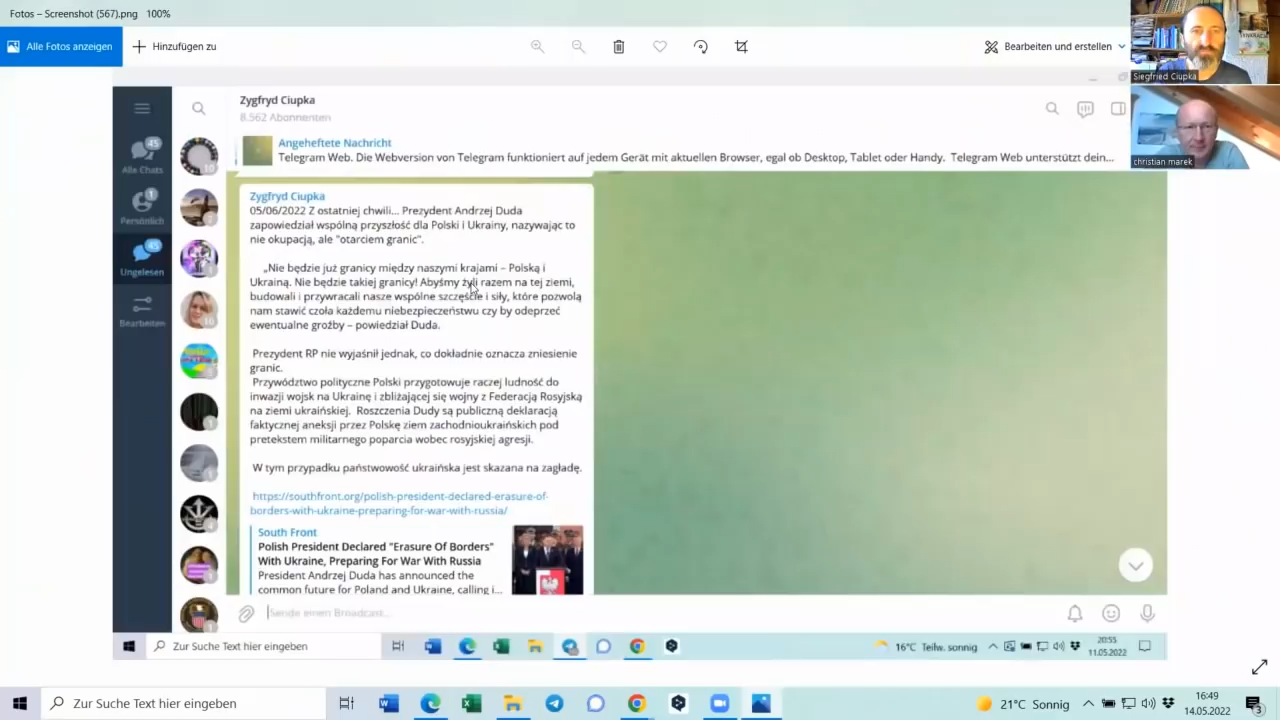 Fotos – Screenshot (567).png 100%
Alle Fotos anzeigen
Hinzufügen zu
Bearbeiten und erstellen
Siegfried Ciupka
christian marek
Zygfryd Ciupka
8.562 Abonnenten
Angeheftete Nachricht
Telegram Web. Die Webversion von Telegram funktioniert auf jedem Gerät mit aktuellen Browser, egal ob Desktop, Tablet oder Handy. Telegram Web unterstützt dein...
45
Alle Chats
1
Persönlich
45
Ungelesen
Bearbeiten
Zygfryd Ciupka
05/06/2022 Z ostatniej chwili... Prezydent Andrzej Duda
zapowiedział wspólną przyszłość dla Polski i Ukrainy, nazywając to
nie okupacją, ale "otarciem granic".
„Nie będzie już granicy między naszymi krajami – Polską i
Ukrainą. Nie będzie takiej granicy! Abyśmy żyli razem na tej ziemi,
budowali i przywracali nasze wspólne szczęście i siły, które pozwolą
nam stawić czoła każdemu niebezpieczeństwu czy by odeprzeć
ewentualne groźby – powiedział Duda.
Prezydent RP nie wyjaśnił jednak, co dokładnie oznacza zniesienie
granic.
Przywództwo polityczne Polski przygotowuje raczej ludność do
inwazji wojsk na Ukrainę i zbliżającej się wojny z Federacją Rosyjską
na ziemi ukraińskiej. Roszczenia Dudy są publiczną deklaracją
faktycznej aneksji przez Polskę ziem zachodnioukraińskich pod
pretekstem militarnego poparcia wobec rosyjskiej agresji.
W tym przypadku państwowość ukraińska jest skazana na zagładę.
https://southfront.org/polish-president-declared-erasure-of-
borders-with-ukraine-preparing-for-war-with-russia/
South Front
Polish President Declared "Erasure Of Borders"
With Ukraine, Preparing For War With Russia
President Andrzej Duda has announced the
common future for Poland and Ukraine, calling i...
Sende einen Broadcast...
Zur Suche Text hier eingeben
16°C Teilw. sonnig
20:55
11.05.2022
Zur Suche Text hier eingeben
21°C Sonnig
16:49
14.05.2022
3